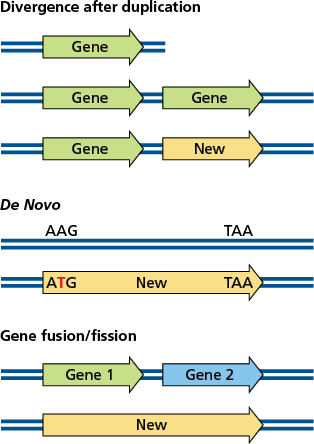 Divergence after duplication
Gene
Gene Gene
Gene New
De Novo
AAG TAA
ATG New TAA
Gene fusion/fission
Gene 1 Gene 2
New